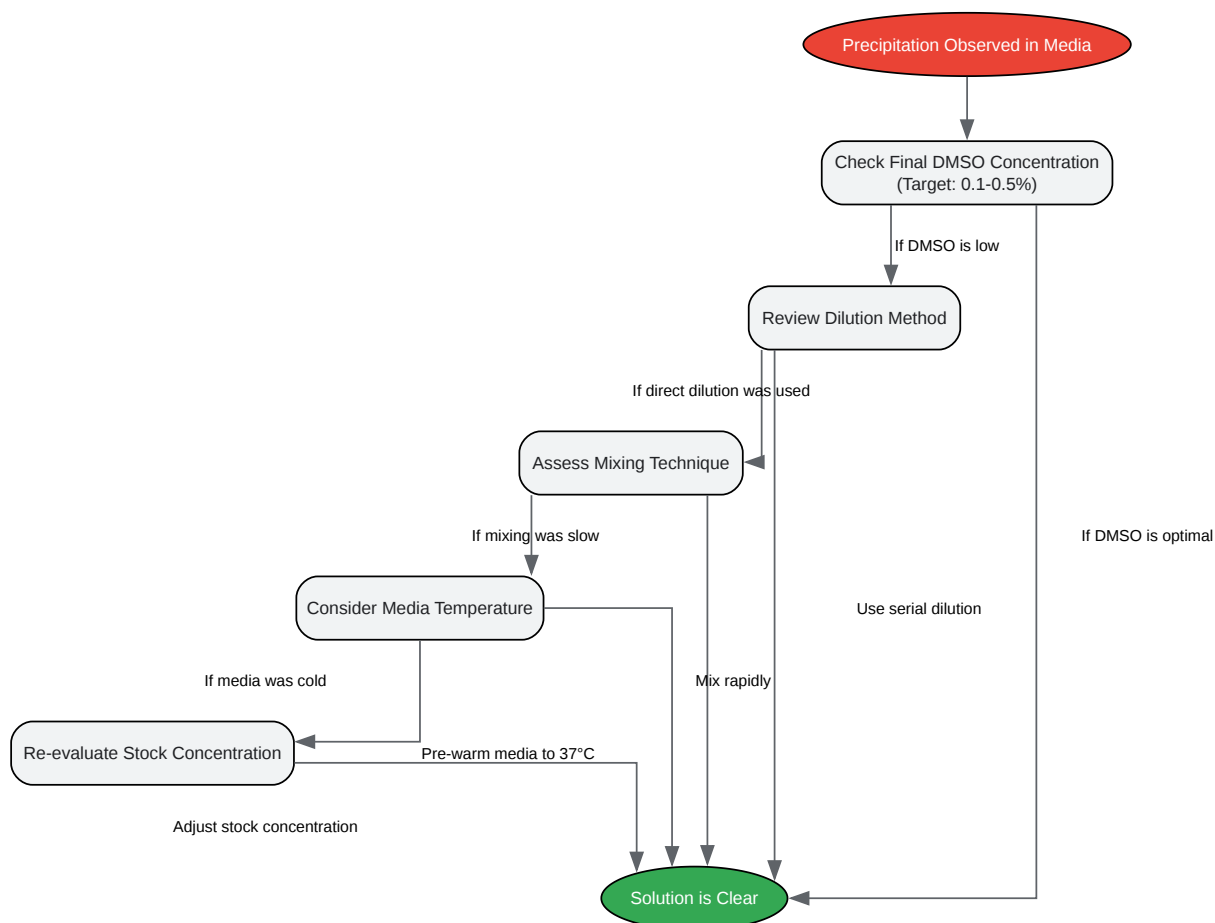 Precipitation Observed in Media
Check Final DMSO Concentration
(Target: 0.1-0.5%)
If DMSO is low
Review Dilution Method
If direct dilution was used
Assess Mixing Technique
If mixing was slow
If DMSO is optimal
Consider Media Temperature
Use serial dilution
If media was cold
Mix rapidly
Re-evaluate Stock Concentration
Pre-warm media to 37°C
Adjust stock concentration
Solution is Clear